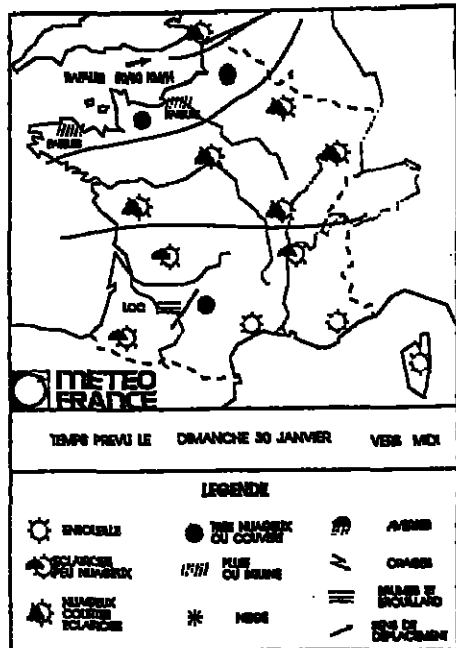 LOC
METEO
FRANCE
TEMPS PREVU LE DIMANCHE 30 JANVIER VERS MIDI
LEGENDE
ENSOLEILLE
TRES NUAGEUX
OU COUVERT
AVERSES
ECLAIRCIES
PEU NUAGEUX
PLUIE
OU BRUINE
ORAGES
BRUMES ET
BROUILLARD
NUAGEUX
COURTES
ECLAIRCIES
NEIGE
SENS DE
DEPLACEMENT